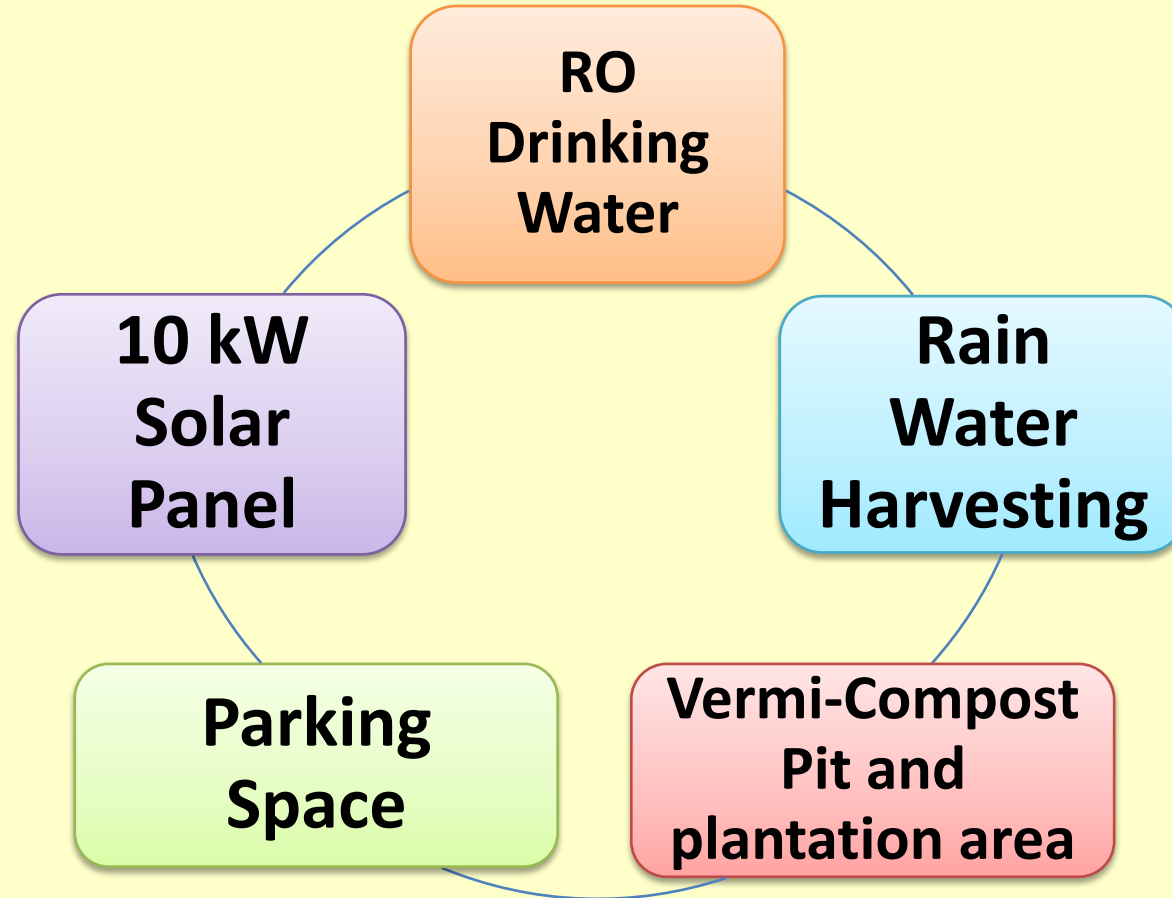 RO
Drinking
Water
10 kW
Solar
Panel
Rain
Water
Harvesting
Parking
Space
Vermi-Compost
Pit and
plantation area